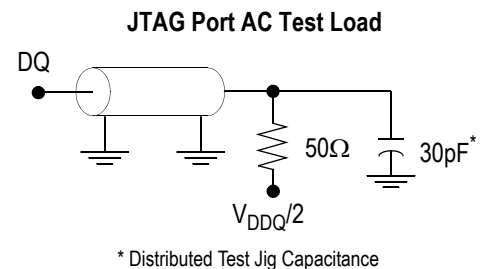 JTAG Port AC Test Load
DQ
50Ω
30pF*
VDDQ/2
* Distributed Test Jig Capacitance